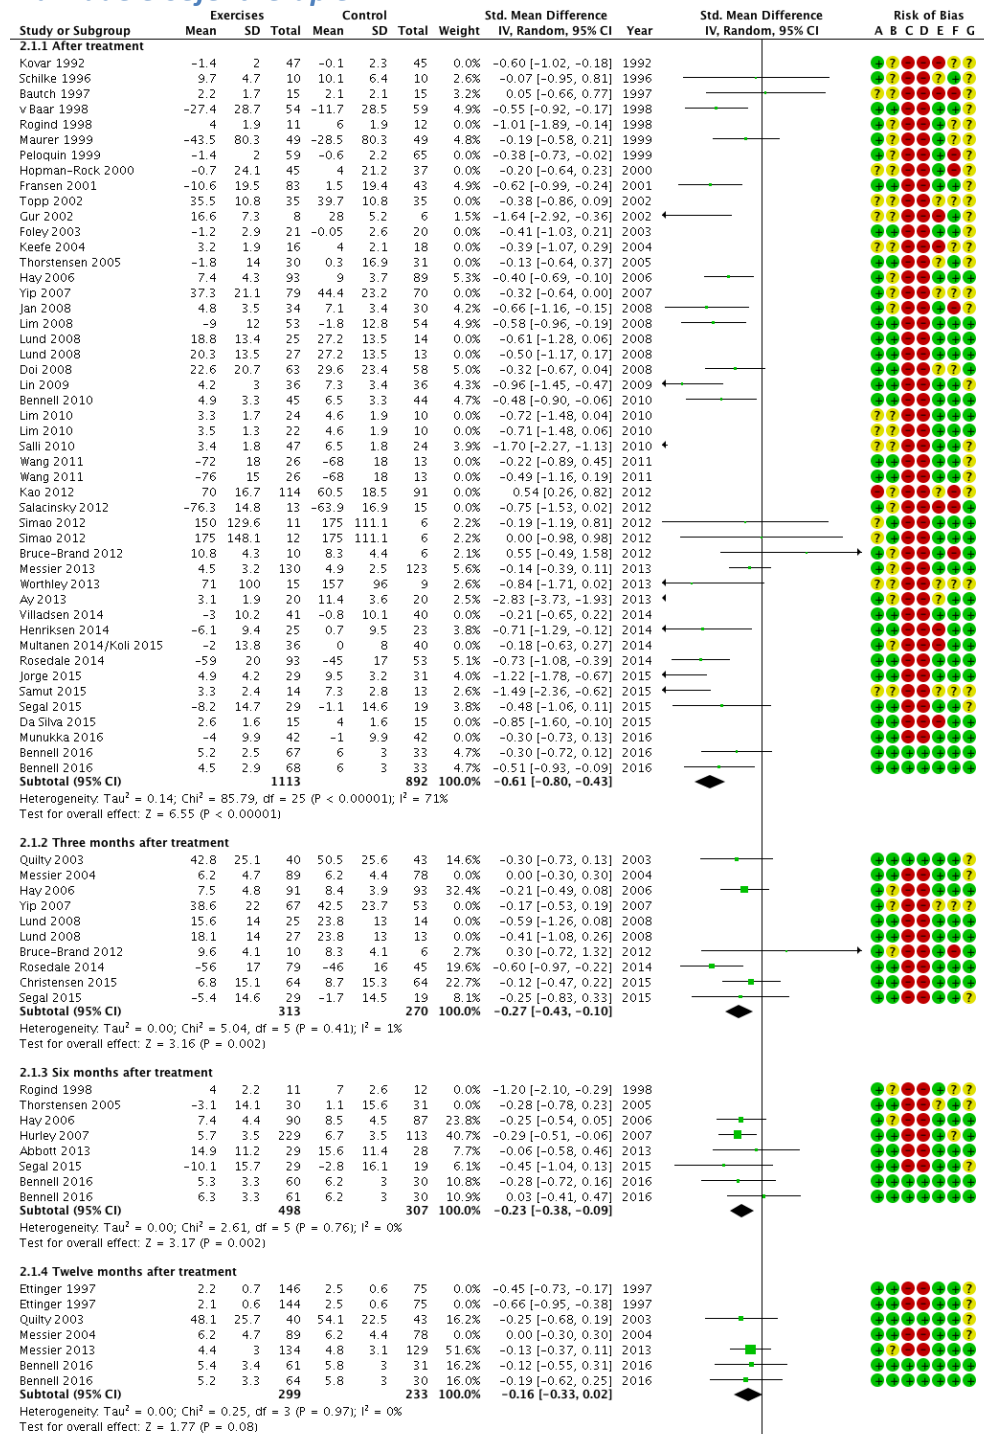 Exercises Control Std. Mean Difference Std. Mean Difference Risk of Bias
Study or Subgroup Mean SD Total Mean SD Total Weight IV, Random, 95% CI Year IV, Random, 95% CI A B C D E F G
2.1.1 After treatment
Kovar 1992 −1.4 2 47 −0.1 2.3 45 0.0% −0.60 [−1.02, −0.18] 1992
Schilke 1996 9.7 4.7 10 10.1 6.4 10 2.6% −0.07 [−0.95, 0.81] 1996
Bautch 1997 2.2 1.7 15 2.1 2.1 15 3.3% 0.05 [−0.66, 0.77] 1997
v Baar 1998 −27.4 28.7 54 −11.7 28.5 59 4.9% −0.55 [−0.92, −0.17] 1998
Rogind 1998 4 1.9 11 6 1.9 12 0.0% −1.01 [−1.89, −0.14] 1998
Maurer 1999 −43.5 80.3 49 −28.5 80.3 49 4.8% −0.19 [−0.58, 0.21] 1999
Peloquin 1999 −1.4 2 59 −0.6 2.2 65 0.0% −0.38 [−0.73, −0.02] 1999
Hopman-Rock 2000 −0.7 24.1 45 4 21.2 37 0.0% −0.20 [−0.64, 0.23] 2000
Fransen 2001 −10.6 19.5 83 1.5 19.4 43 0.0% −0.62 [−0.99, −0.24] 2001
Topp 2002 35.5 10.8 35 39.7 10.8 35 0.0% −0.38 [−0.86, 0.09] 2002
Gur 2002 16.6 7.3 8 28 5.2 6 1.6% −1.64 [−2.92, −0.36] 2002
Foley 2003 −1.2 2.9 21 −0.05 2.6 20 0.0% −0.41 [−1.03, 0.21] 2003
Keefe 2004 3.2 1.9 16 4 2.1 18 0.0% −0.39 [−1.07, 0.29] 2004
Thorstensen 2005 −1.8 14 30 0.3 16.9 31 0.0% −0.13 [−0.64, 0.37] 2005
Hay 2006 7.4 4.3 93 9 3.7 89 5.3% −0.40 [−0.69, −0.10] 2006
Yip 2007 37.3 21.1 79 44.4 23.2 70 0.0% −0.32 [−0.64, 0.00] 2007
Jan 2008 4.8 3.5 34 7.1 3.4 30 0.0% −0.66 [−1.16, −0.15] 2008
Lim 2008 −9 12 53 −1.8 12.8 54 4.9% −0.58 [−0.96, −0.19] 2008
Lund 2008 18.8 13.4 25 27.2 13.5 14 0.0% −0.61 [−1.28, 0.06] 2008
Lund 2008 20.3 13.5 27 27.2 13.5 13 0.0% −0.50 [−1.17, 0.17] 2008
Doi 2008 22.6 20.7 63 29.6 23.4 58 0.0% −0.32 [−0.67, 0.04] 2008
Lin 2009 4.2 3 36 7.3 3.4 36 0.0% −0.96 [−1.45, −0.47] 2009
Bennell 2010 4.9 3.3 45 6.5 3.3 44 0.0% −0.48 [−0.90, −0.06] 2010
Lim 2010 3.3 1.7 24 4.6 1.9 10 0.0% −0.72 [−1.48, 0.04] 2010
Lim 2010 3.5 1.3 22 4.6 1.9 10 0.0% −0.71 [−1.48, 0.06] 2010
Salli 2010 3.4 1.8 47 6.5 1.8 24 3.9% −1.70 [−2.27, −1.13] 2010
Wang 2011 −72 18 26 −68 18 13 0.0% −0.22 [−0.89, 0.45] 2011
Wang 2011 −76 15 26 −68 18 13 0.0% −0.49 [−1.16, 0.19] 2011
Kao 2012 70 16.7 114 60.5 18.5 91 0.0% 0.54 [0.26, 0.82] 2012
Salacinsky 2012 −76.3 14.8 13 −63.9 16.9 15 0.0% −0.75 [−1.53, 0.02] 2012
Simao 2012 150 129.6 11 175 111.1 6 2.2% −0.19 [−1.19, 0.81] 2012
Simao 2012 175 148.1 12 175 111.1 6 2.2% 0.00 [−0.98, 0.98] 2012
Bruce-Brand 2012 10.8 4.3 10 8.3 4.4 6 2.1% 0.55 [−0.49, 1.58] 2012
Messier 2013 4.5 3.2 130 4.9 2.5 123 5.6% −0.14 [−0.39, 0.11] 2013
Worthley 2013 71 100 15 157 96 9 2.6% −0.84 [−1.71, 0.02] 2013
Ay 2013 3.1 1.9 20 11.4 3.6 20 2.5% −2.83 [−3.73, −1.93] 2013
Villadsen 2014 −3 10.2 41 −0.8 10.1 40 0.0% −0.21 [−0.65, 0.22] 2014
Henriksen 2014 −6.1 9.4 25 0.7 9.5 23 3.8% −0.71 [−1.29, −0.12] 2014
Multanen 2014/Koli 2015 −2 13.8 36 0 8 40 0.0% −0.18 [−0.63, 0.27] 2014
Rosedale 2014 −59 20 93 −45 17 53 5.1% −0.73 [−1.08, −0.39] 2014
Jorge 2015 4.9 4.2 29 9.5 3.2 31 4.0% −1.22 [−1.78, −0.67] 2015
Samut 2015 3.3 2.4 14 7.3 2.8 13 2.6% −1.49 [−2.36, −0.62] 2015
Segal 2015 −8.2 14.7 29 −1.1 14.6 19 3.8% −0.48 [−1.06, 0.11] 2015
Da Silva 2015 2.6 1.6 15 4 1.6 15 0.0% −0.85 [−1.60, −0.10] 2015
Munukka 2016 −4 9.9 42 −1 9.9 42 0.0% −0.30 [−0.73, 0.13] 2016
Bennell 2016 5.2 2.5 67 6 3 33 4.7% −0.30 [−0.72, 0.12] 2016
Bennell 2016 4.5 2.9 68 6 3 33 4.7% −0.51 [−0.93, −0.09] 2016
Subtotal (95% CI) 1113 892 100.0% −0.61 [−0.80, −0.43]
Heterogeneity: Tau² = 0.14; Chi² = 85.79, df = 25 (P < 0.00001); I² = 71%
Test for overall effect: Z = 6.55 (P < 0.00001)
2.1.2 Three months after treatment
Quilty 2003 42.8 25.1 40 50.5 25.6 43 14.6% −0.30 [−0.73, 0.13] 2003
Messier 2004 6.2 4.7 89 6.2 4.4 78 0.0% 0.00 [−0.30, 0.30] 2004
Hay 2006 7.5 4.8 91 8.4 3.9 93 32.4% −0.21 [−0.49, 0.08] 2006
Yip 2007 38.6 22 67 42.5 23.7 53 0.0% −0.17 [−0.53, 0.19] 2007
Lund 2008 15.6 14 25 23.8 13 14 0.0% −0.59 [−1.26, 0.08] 2008
Lund 2008 18.1 14 27 23.8 13 13 0.0% −0.41 [−1.08, 0.26] 2008
Bruce-Brand 2012 9.6 4.1 10 8.3 4.1 6 2.7% 0.30 [−0.72, 1.32] 2012
Rosedale 2014 −56 17 79 −46 16 45 19.6% −0.60 [−0.97, −0.22] 2014
Christensen 2015 6.8 15.1 64 8.7 15.3 64 22.7% −0.12 [−0.47, 0.22] 2015
Segal 2015 −5.4 14.6 29 −1.7 14.5 19 8.1% −0.25 [−0.83, 0.33] 2015
Subtotal (95% CI) 313 270 100.0% −0.27 [−0.43, −0.10]
Heterogeneity: Tau² = 0.00; Chi² = 5.04, df = 5 (P = 0.41); I² = 1%
Test for overall effect: Z = 3.16 (P = 0.002)
2.1.3 Six months after treatment
Rogind 1998 4 2.2 11 7 2.6 12 0.0% −1.20 [−2.10, −0.29] 1998
Thorstensen 2005 −3.1 14.1 30 1.1 15.6 31 0.0% −0.28 [−0.78, 0.23] 2005
Hay 2006 7.4 4.4 90 8.5 4.5 87 23.8% −0.25 [−0.54, 0.05] 2006
Hurley 2007 5.7 3.5 229 6.7 3.5 113 40.7% −0.29 [−0.51, −0.06] 2007
Abbott 2013 14.9 11.2 29 15.6 11.4 28 7.7% −0.06 [−0.58, 0.46] 2013
Segal 2015 −10.1 15.7 29 −2.8 16.1 19 6.1% −0.45 [−1.04, 0.13] 2015
Bennell 2016 5.3 3.3 60 6.2 3 30 10.8% −0.28 [−0.72, 0.16] 2016
Bennell 2016 6.3 3.3 61 6.2 3 30 10.9% 0.03 [−0.41, 0.47] 2016
Subtotal (95% CI) 498 307 100.0% −0.23 [−0.38, −0.09]
Heterogeneity: Tau² = 0.00; Chi² = 2.61, df = 5 (P = 0.76); I² = 0%
Test for overall effect: Z = 3.17 (P = 0.002)
2.1.4 Twelve months after treatment
Ettinger 1997 2.2 0.7 146 2.5 0.6 75 0.0% −0.45 [−0.73, −0.17] 1997
Ettinger 1997 2.1 0.6 144 2.5 0.6 75 0.0% −0.66 [−0.95, −0.38] 1997
Quilty 2003 48.1 25.7 40 54.1 22.5 43 16.2% −0.25 [−0.68, 0.19] 2003
Messier 2004 6.2 4.7 89 6.2 4.4 78 0.0% 0.00 [−0.30, 0.30] 2004
Messier 2013 4.4 3 134 4.8 3.1 129 51.6% −0.13 [−0.37, 0.11] 2013
Bennell 2016 5.4 3.4 61 5.8 3 31 16.2% −0.12 [−0.55, 0.31] 2016
Bennell 2016 5.2 3.3 64 5.8 3 30 16.1% −0.19 [−0.62, 0.25] 2016
Subtotal (95% CI) 299 233 100.0% −0.16 [−0.33, 0.02]
Heterogeneity: Tau² = 0.00; Chi² = 0.25, df = 3 (P = 0.97); I² = 0%
Test for overall effect: Z = 1.77 (P = 0.08)